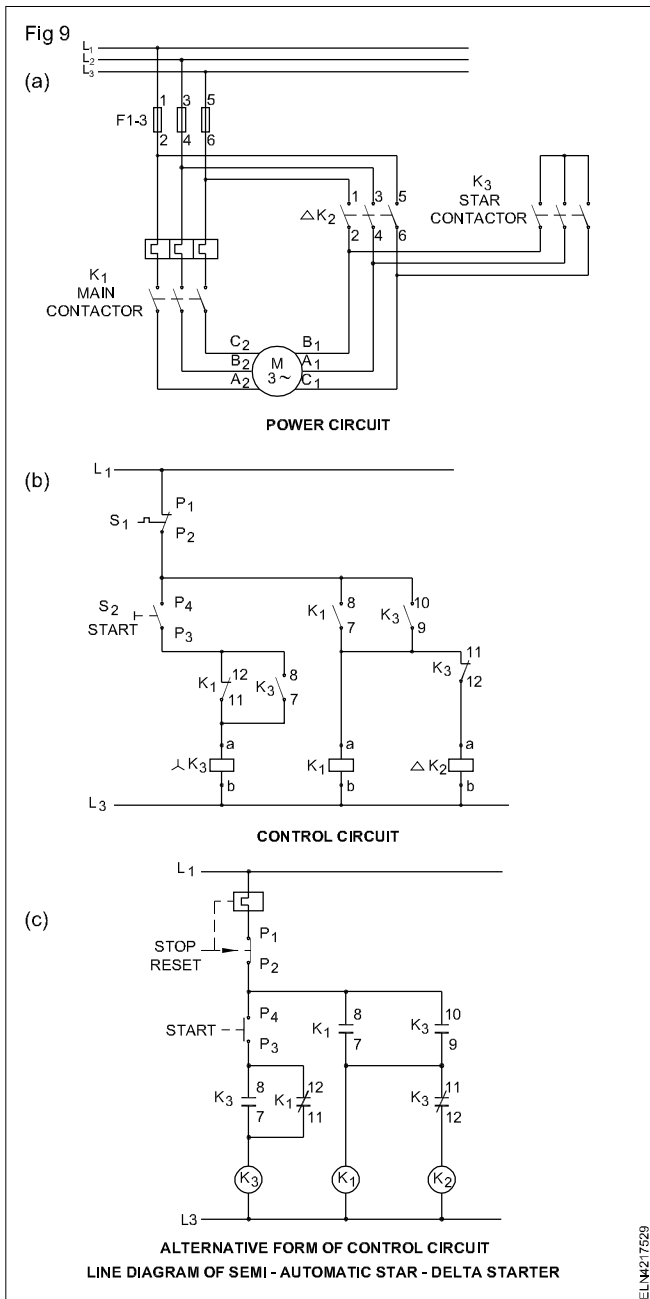 Fig 9
(a)
L1
L2
L3
F1-3
1 3 5
2 4 6
K3
STAR
CONTACTOR
△K2
1 3 5
2 4 6
K1
MAIN
CONTACTOR
C2 B1
B2 M A1
A2 3~ C1
POWER CIRCUIT
(b)
L1
P1
S1
P2
S2
START
P4
P3
K1 8
7
K3 10
9
K1 12
11
K3 8
7
K3 11
12
a a a
⅄ K3 K1 △ K2
b b b
L3
CONTROL CIRCUIT
(c)
L1
STOP
RESET
P1
P2
START
P4
P3
K1 8
7
K3 10
9
K3 8
7
K1 12
11
K3 11
12
K3 K1 K2
L3
ALTERNATIVE FORM OF CONTROL CIRCUIT
LINE DIAGRAM OF SEMI - AUTOMATIC STAR - DELTA STARTER
ELN4217529